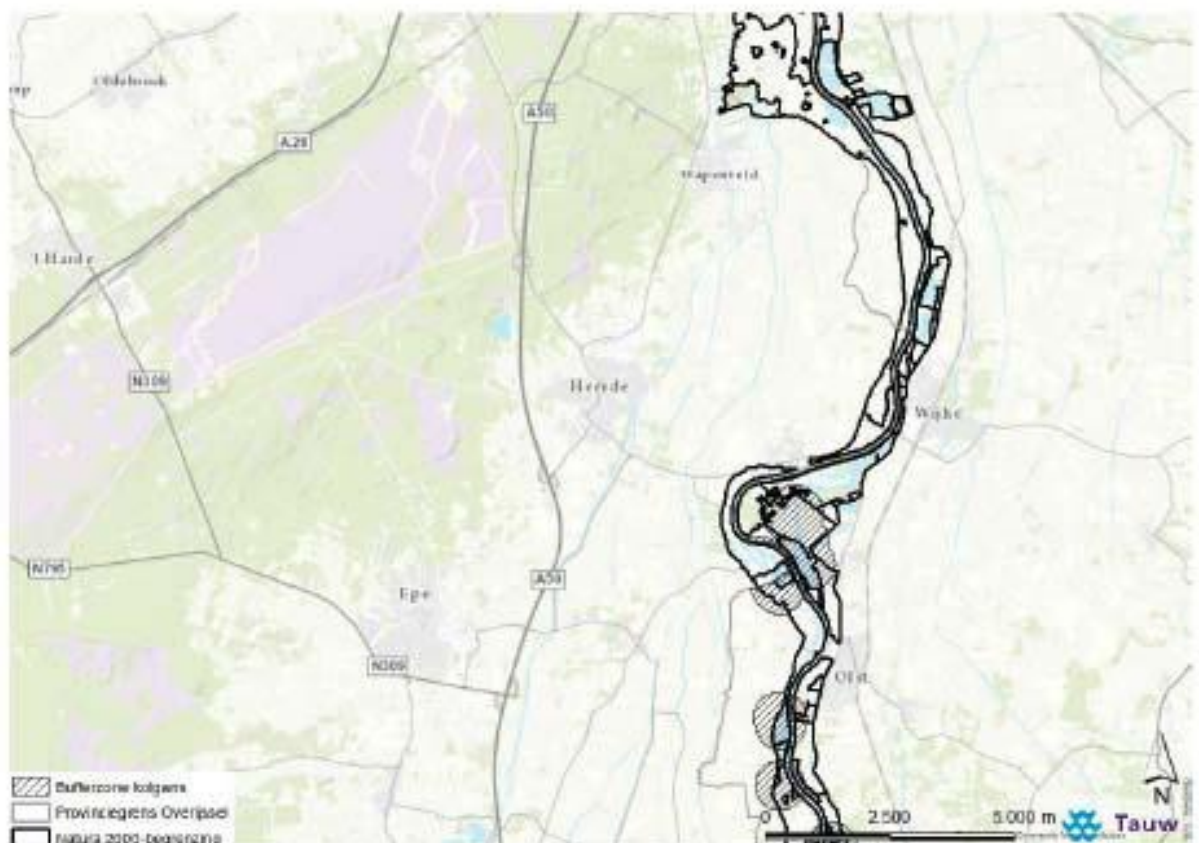 Oldebroek
A28
A50
Wapenveld
't Harde
N309
Heerde
Wijhe
N795
A50
Epe
N309
Olst
Bufferzone kolgans
Provinciegrens Overijssel
Natura 2000-begrenzing
N
0 2.500 5.000 m
Tauw